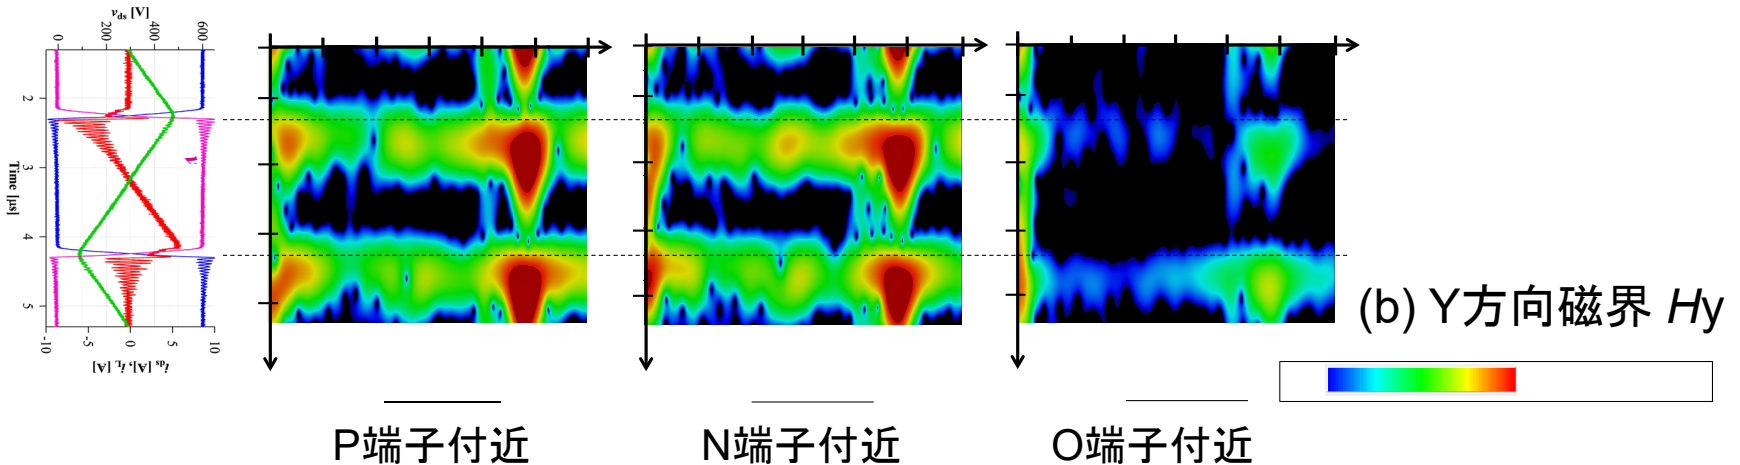 v_ds [V]
0 200 400 600
2
3
4
5
Time [μs]
-10 -5 0 5 10
i_ds [A], i_L [A]
(b) Y方向磁界 Hy
P端子付近
N端子付近
O端子付近